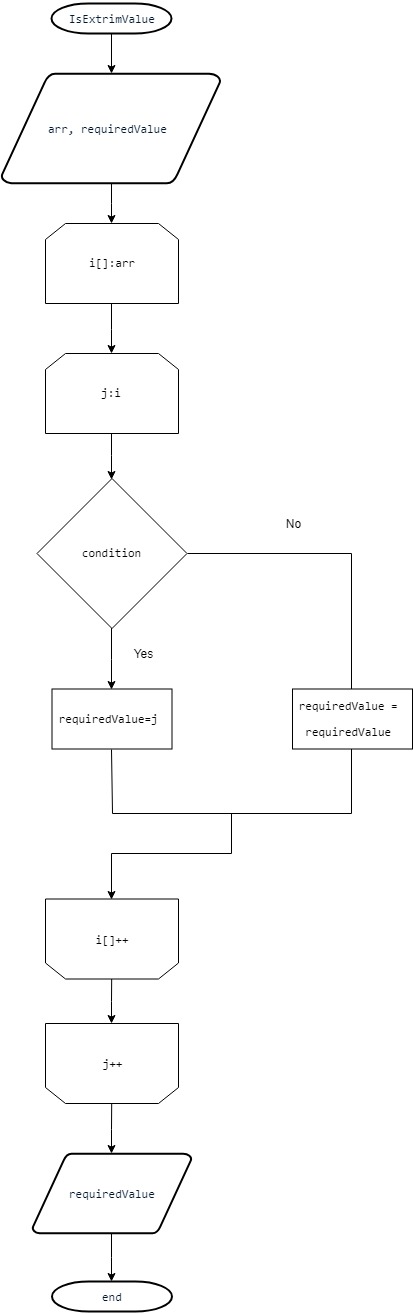 IsExtrimValue
arr, requiredValue
i[]:arr
j:i
condition
No
Yes
requiredValue=j
requiredValue =
requiredValue
i[]++
j++
requiredValue
end